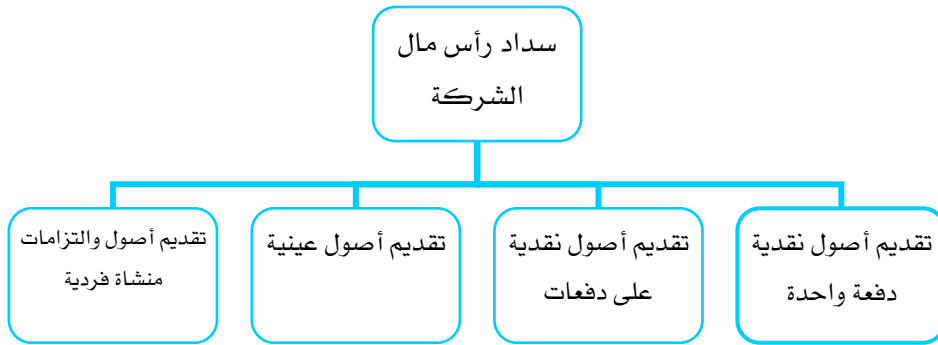 سداد رأس مال
الشركة
تقديم أصول نقدية
دفعة واحدة
تقديم أصول نقدية
على دفعات
تقديم أصول عينية
تقديم أصول والتزامات
منشاة فردية